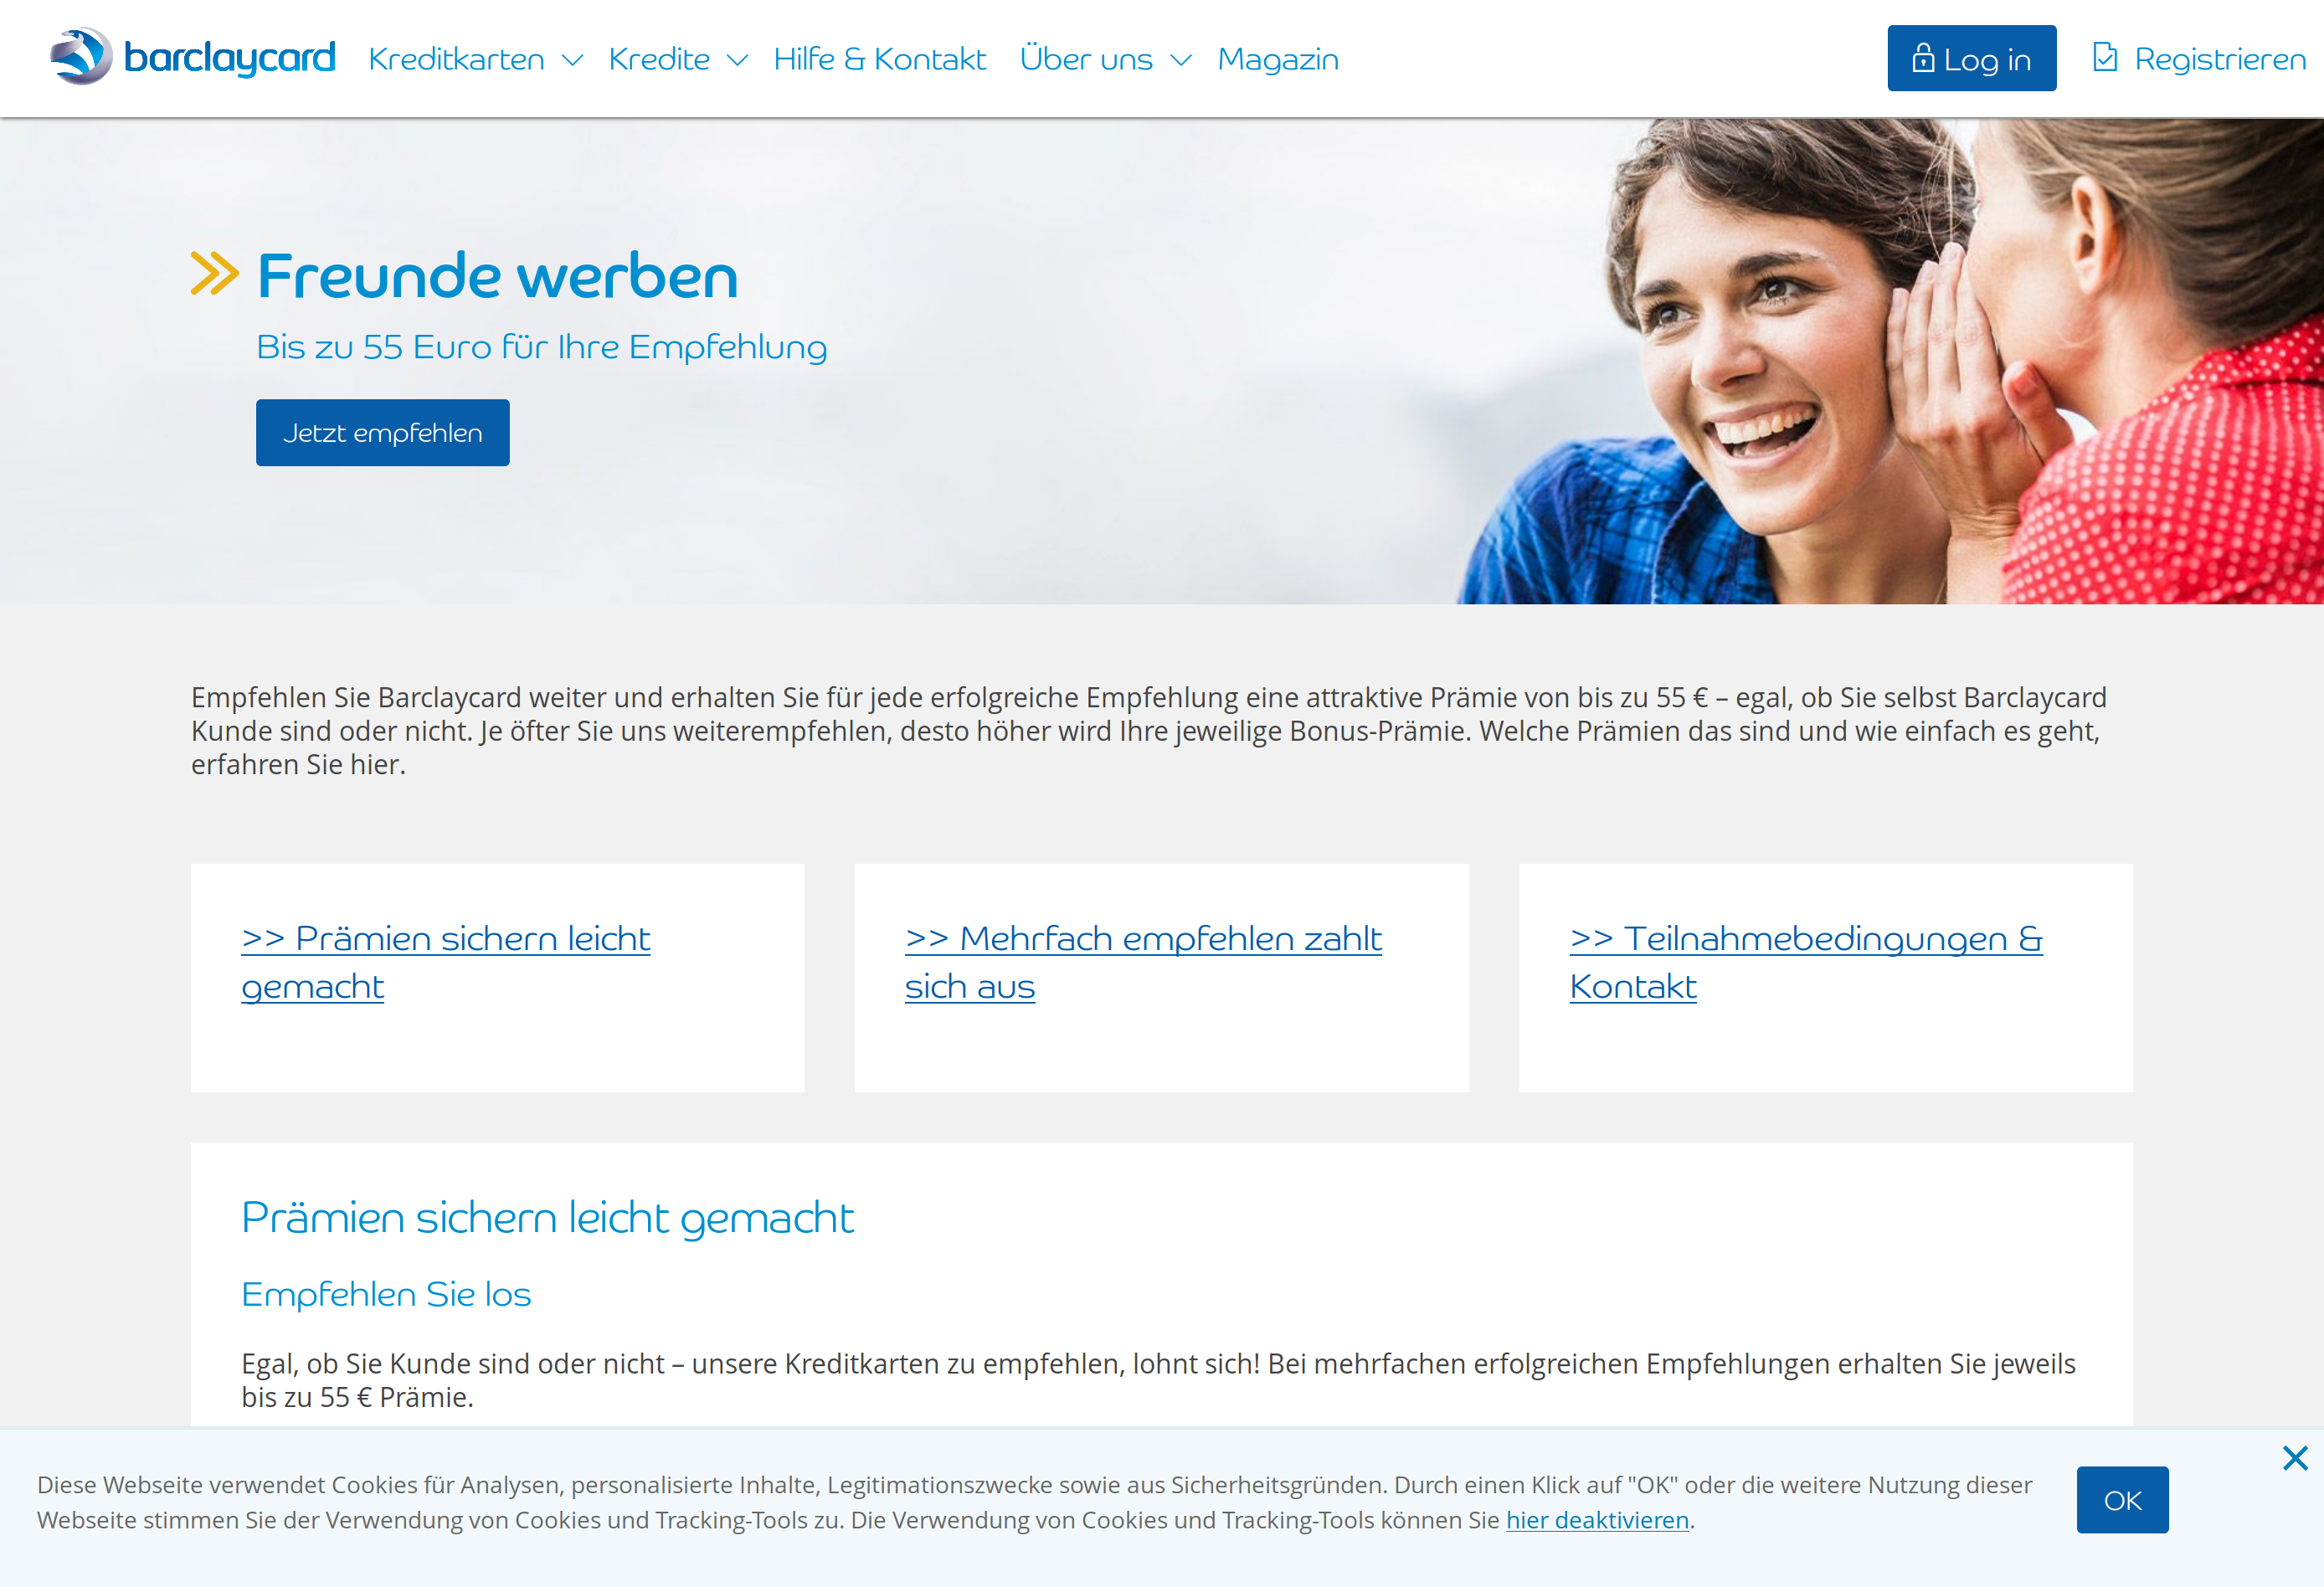 barclaycard Kreditkarten Kredite Hilfe & Kontakt Über uns Magazin Log in Registrieren
Freunde werben
Bis zu 55 Euro für Ihre Empfehlung
Jetzt empfehlen
Empfehlen Sie Barclaycard weiter und erhalten Sie für jede erfolgreiche Empfehlung eine attraktive Prämie von bis zu 55 € – egal, ob Sie selbst Barclaycard
Kunde sind oder nicht. Je öfter Sie uns weiterempfehlen, desto höher wird Ihre jeweilige Bonus-Prämie. Welche Prämien das sind und wie einfach es geht,
erfahren Sie hier.
>> Prämien sichern leicht
gemacht
>> Mehrfach empfehlen zahlt
sich aus
>> Teilnahmebedingungen &
Kontakt
Prämien sichern leicht gemacht
Empfehlen Sie los
Egal, ob Sie Kunde sind oder nicht – unsere Kreditkarten zu empfehlen, lohnt sich! Bei mehrfachen erfolgreichen Empfehlungen erhalten Sie jeweils
bis zu 55 € Prämie.
Diese Webseite verwendet Cookies für Analysen, personalisierte Inhalte, Legitimationszwecke sowie aus Sicherheitsgründen. Durch einen Klick auf "OK" oder die weitere Nutzung dieser
Webseite stimmen Sie der Verwendung von Cookies und Tracking-Tools zu. Die Verwendung von Cookies und Tracking-Tools können Sie hier deaktivieren.
OK